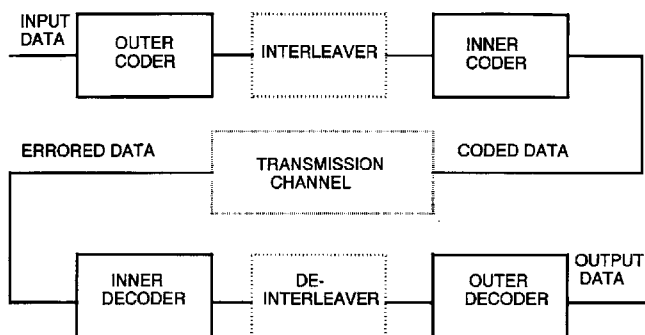 INPUT
DATA
OUTER
CODER
INTERLEAVER
INNER
CODER
ERRORED DATA
TRANSMISSION
CHANNEL
CODED DATA
INNER
DECODER
DE-
INTERLEAVER
OUTER
DECODER
OUTPUT
DATA